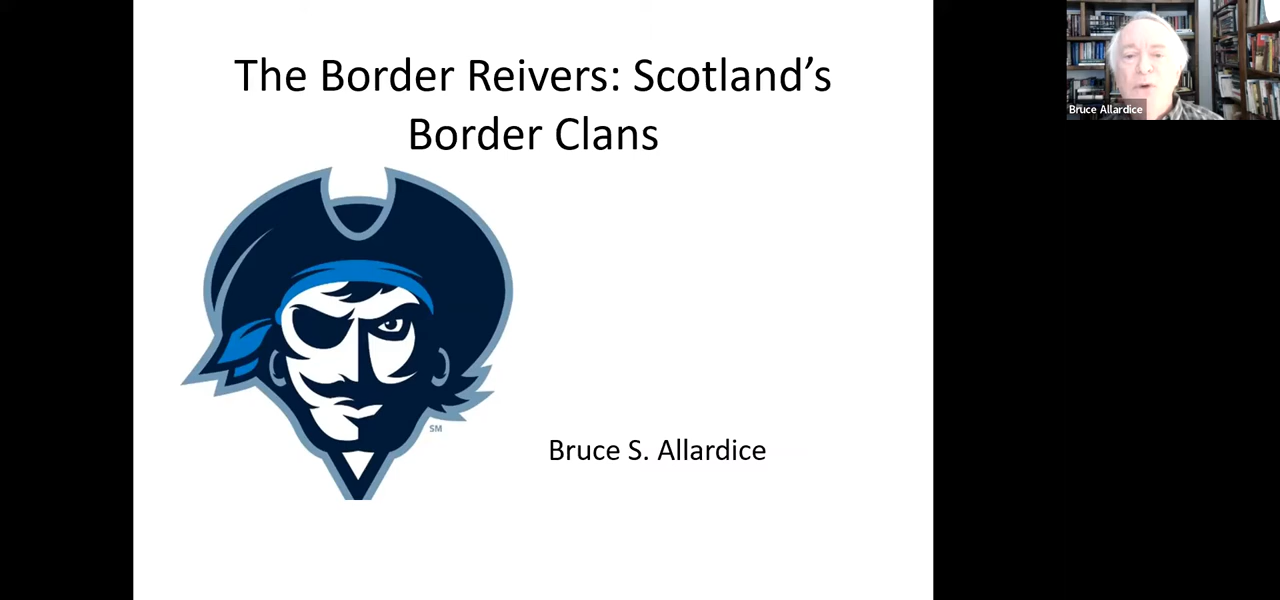 The Border Reivers: Scotland’s
Border Clans
Bruce Allardice
SM
Bruce S. Allardice